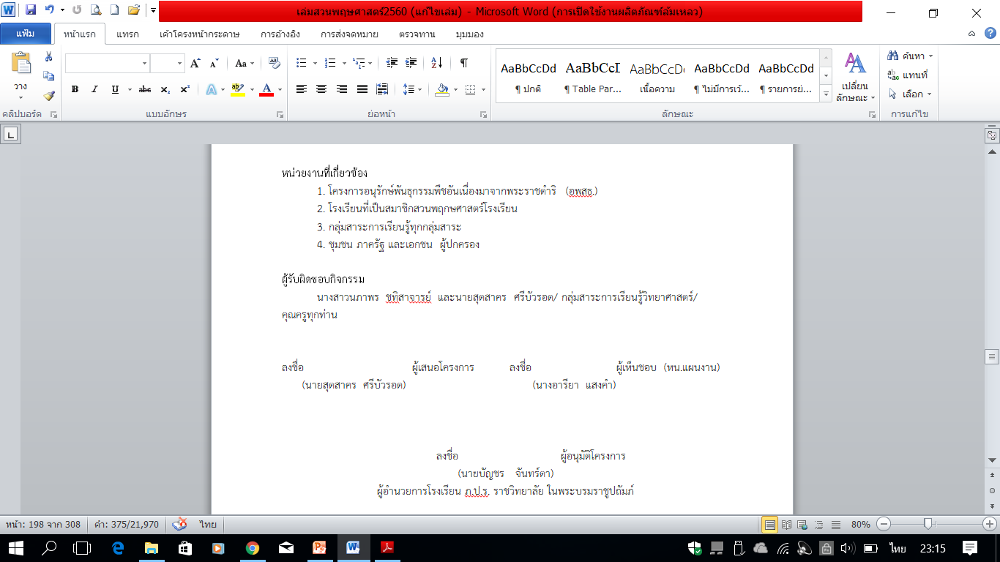 เล่มสวนพฤษศาสตร์2560 (แก้ไขเล่ม) - Microsoft Word (การเปิดใช้งานผลิตภัณฑ์ล้มเหลว)
แฟ้ม หน้าแรก แทรก เค้าโครงหน้ากระดาษ การอ้างอิง การส่งจดหมาย ตรวจทาน มุมมอง
วาง
คลิปบอร์ด
แบบอักษร
ย่อหน้า
AaBbCcDd AaBbCcI AaBbCcDc AaBbCcDd AaBbCcDd
¶ ปกติ ¶ Table Par... เนื้อความ ¶ ไม่มีการเว้... ¶ รายการย่...
ลักษณะ
เปลี่ยน
ลักษณะ
ค้นหา
แทนที่
เลือก
การแก้ไข
หน่วยงานที่เกี่ยวข้อง
1. โครงการอนุรักษ์พันธุกรรมพืชอันเนื่องมาจากพระราชดำริ (อพสธ.)
2. โรงเรียนที่เป็นสมาชิกสวนพฤกษศาสตร์โรงเรียน
3. กลุ่มสาระการเรียนรู้ทุกกลุ่มสาระ
4. ชุมชน ภาครัฐ และเอกชน ผู้ปกครอง
ผู้รับผิดชอบกิจกรรม
นางสาวนภาพร ชทิสาจารย์ และนายสุดสาคร ศรีบัวรอด/ กลุ่มสาระการเรียนรู้วิทยาศาสตร์/
คุณครูทุกท่าน
ลงชื่อ ผู้เสนอโครงการ ลงชื่อ ผู้เห็นชอบ (หน.แผนงาน)
(นายสุดสาคร ศรีบัวรอด) (นางอารียา แสงคำ)
ลงชื่อ ผู้อนุมัติโครงการ
(นายบัญชร จันทร์ดา)
ผู้อำนวยการโรงเรียน ภ.ป.ร. ราชวิทยาลัย ในพระบรมราชูปถัมภ์
หน้า: 198 จาก 308 คำ: 375/21,970 ไทย 80%
ไทย 23:15